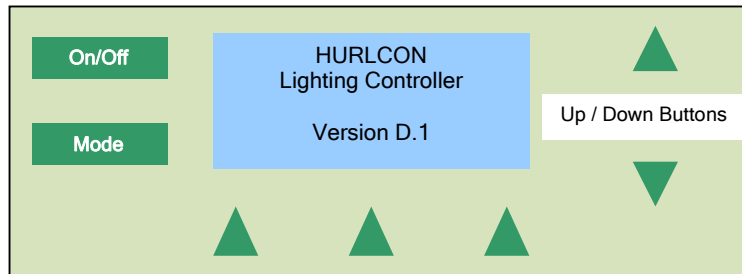 On/Off
Mode
HURLCON
Lighting Controller
Version D.1
Up / Down Buttons